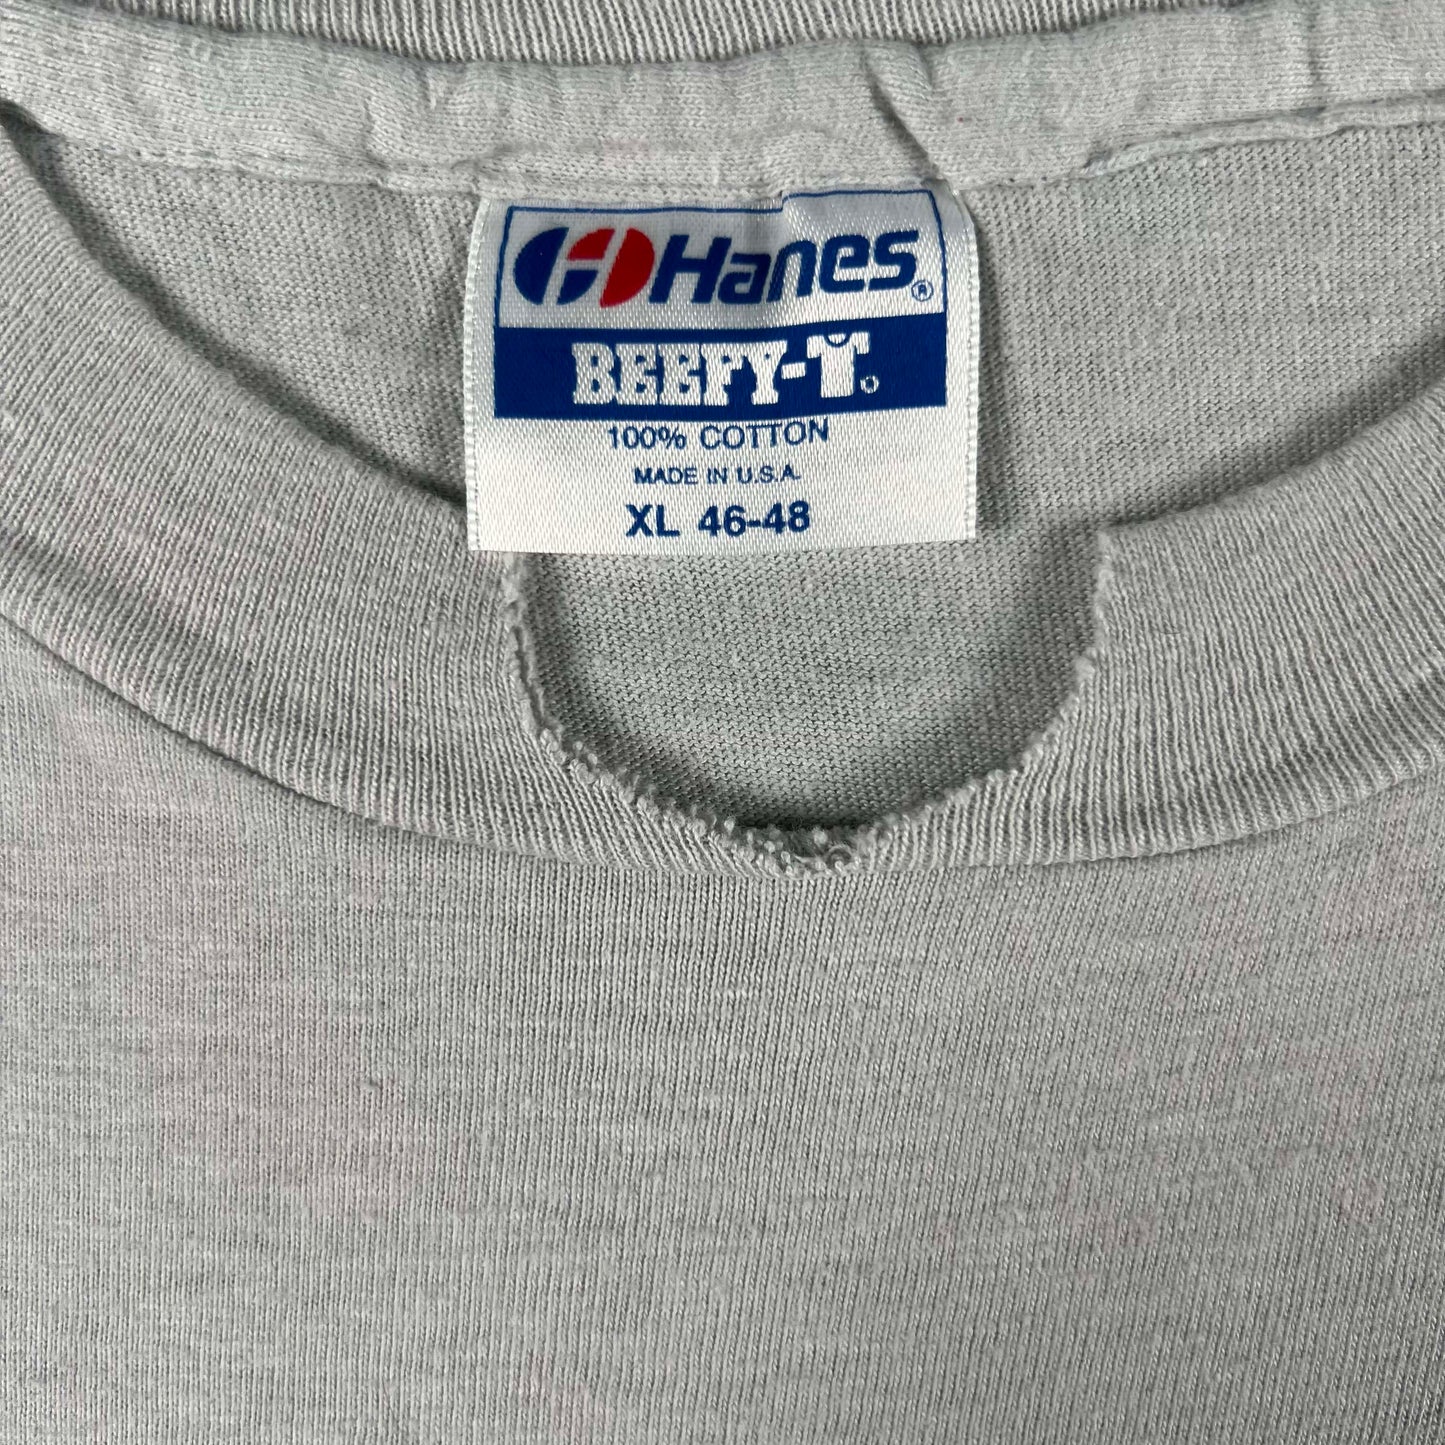 Hanes®
BEEFY-T®
100% COTTON
MADE IN U.S.A.
XL 46-48